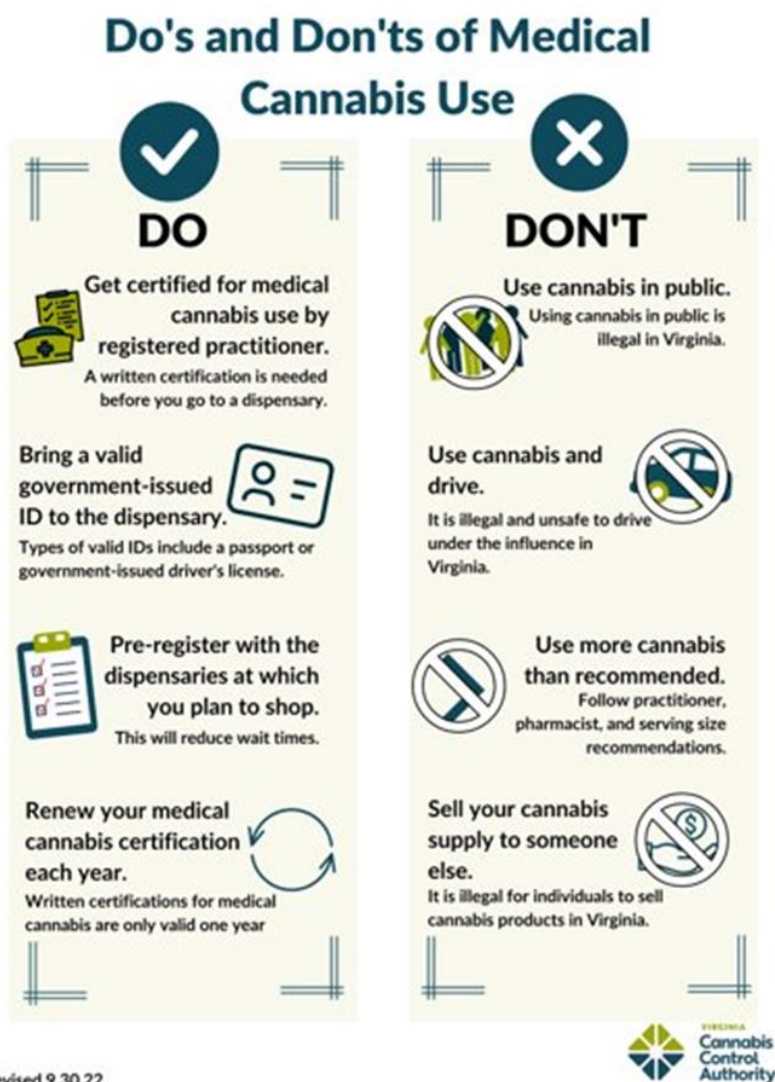 Do's and Don'ts of Medical
Cannabis Use
DO
Get certified for medical
cannabis use by
registered practitioner.
A written certification is needed
before you go to a dispensary.
Bring a valid
government-issued
ID to the dispensary.
Types of valid IDs include a passport or
government-issued driver's license.
Pre-register with the
dispensaries at which
you plan to shop.
This will reduce wait times.
Renew your medical
cannabis certification
each year.
Written certifications for medical
cannabis are only valid one year
DON'T
Use cannabis in public.
Using cannabis in public is
illegal in Virginia.
Use cannabis and
drive.
It is illegal and unsafe to drive
under the influence in
Virginia.
Use more cannabis
than recommended.
Follow practitioner,
pharmacist, and serving size
recommendations.
Sell your cannabis
supply to someone
else.
$
It is illegal for individuals to sell
cannabis products in Virginia.
VIRGINIA
Cannabis
Control
Authority
vised 9.30.22